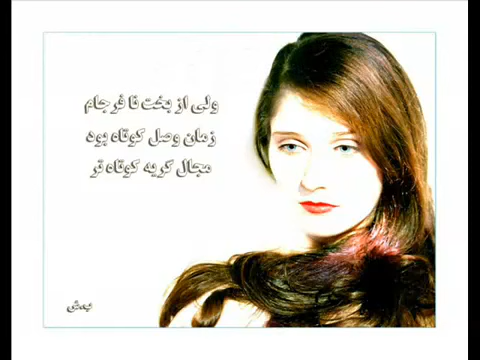 ولی از بخت نا فرجام
زمان وصل کوتاه بود
مجال گریه کوتاه تر